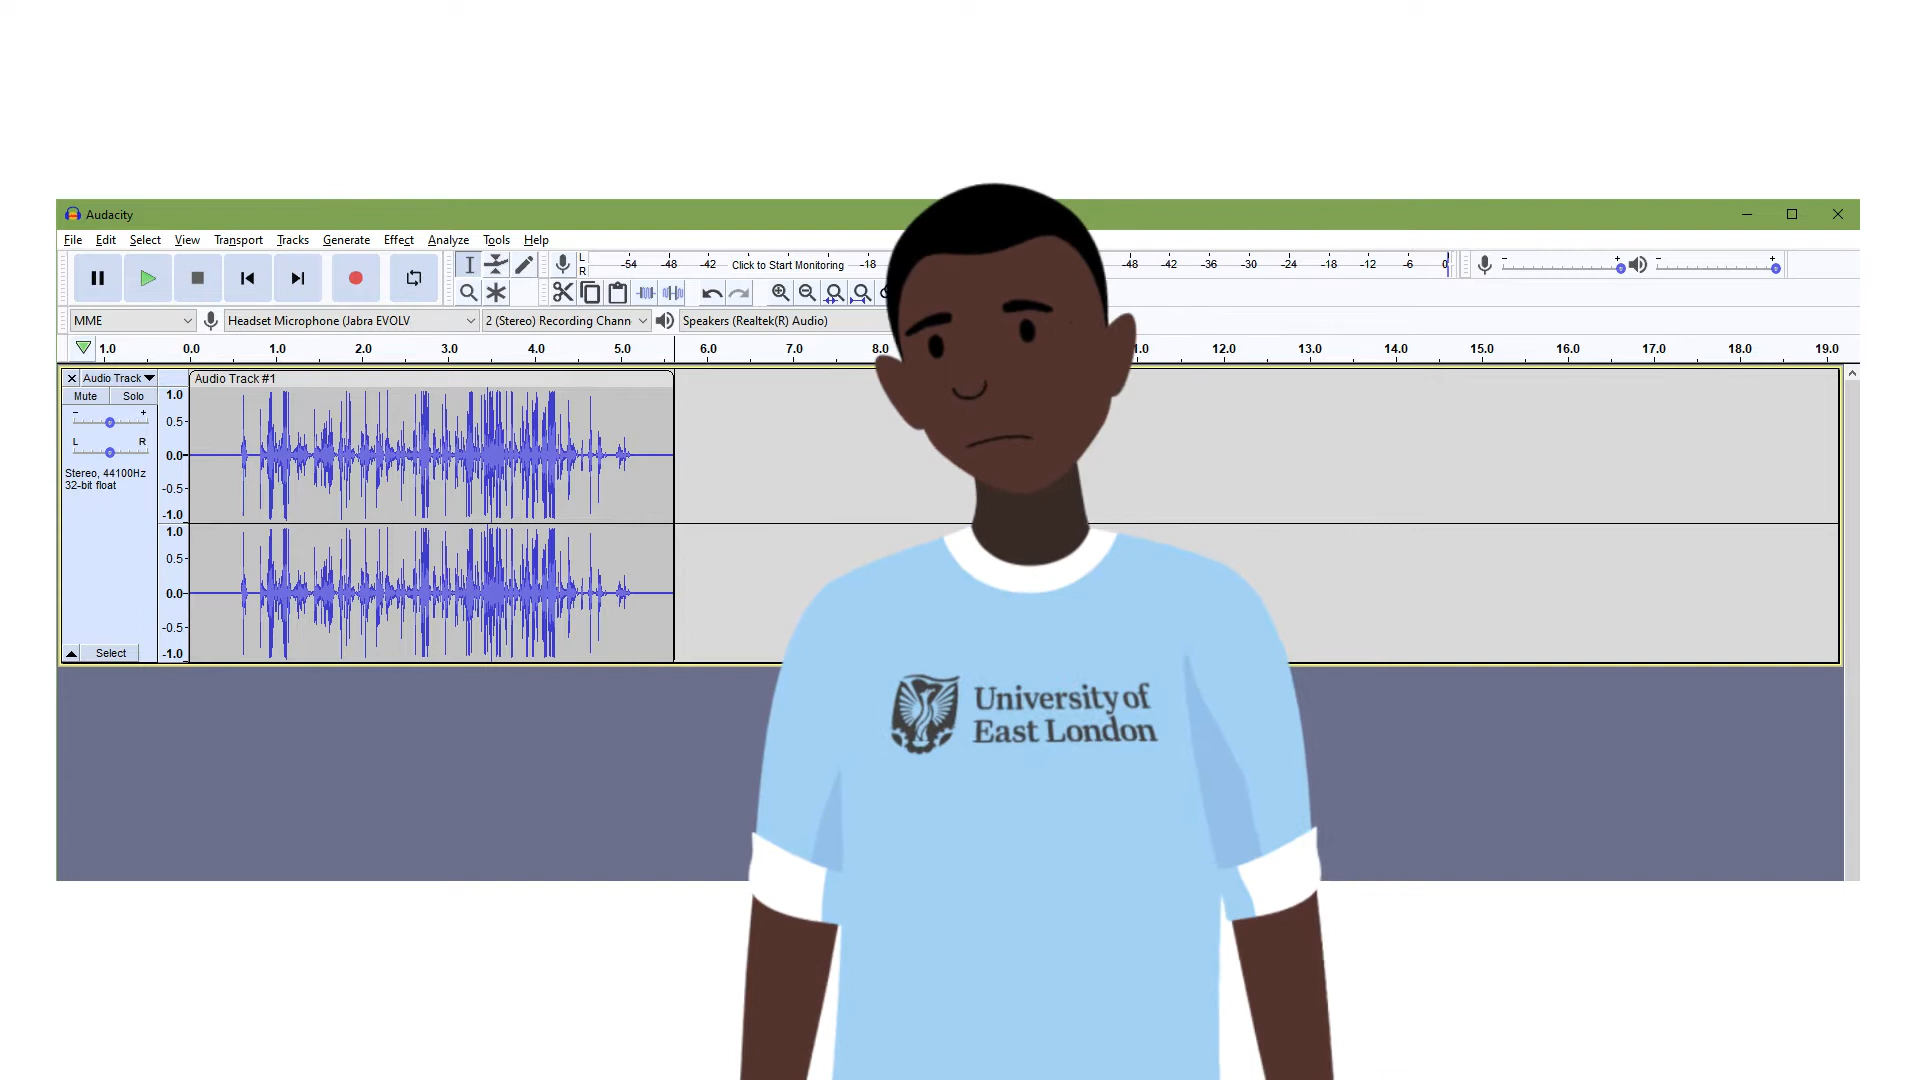 Audacity
File Edit Select View Transport Tracks Generate Effect Analyze Tools Help
L
R
-54 -48 -42 Click to Start Monitoring -18 -48 -42 -36 -30 -24 -18 -12 -6 0
MME Headset Microphone (Jabra EVOLV 2 (Stereo) Recording Chann Speakers (Realtek(R) Audio)
1.0 0.0 1.0 2.0 3.0 4.0 5.0 6.0 7.0 8.0 12.0 13.0 14.0 15.0 16.0 17.0 18.0 19.0
Audio Track Audio Track #1
Mute Solo
- +
L R
Stereo, 44100Hz
32-bit float
Select
1.0
0.5
0.0
-0.5
-1.0
1.0
0.5
0.0
-0.5
-1.0
University of
East London